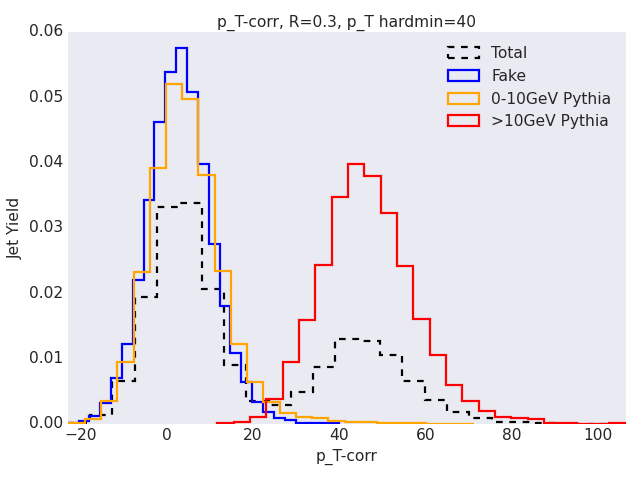 p_T-corr, R=0.3, p_T hardmin=40
0.06
0.05
0.04
0.03
0.02
0.01
0.00
Jet Yield
Total
Fake
0-10GeV Pythia
>10GeV Pythia
−20 0 20 40 60 80 100
p_T-corr